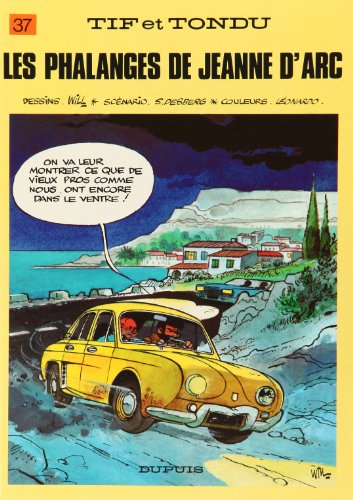 37
TIF et TONDU
LES PHALANGES DE JEANNE D'ARC
DESSINS. WILL * SCÉNARIO. S. DESBERG * COULEURS. LÉONARDO.
ON VA LEUR
MONTRER CE QUE DE
VIEUX PROS COMME
NOUS, ONT ENCORE
DANS LE VENTRE!
DUPUIS
WILL